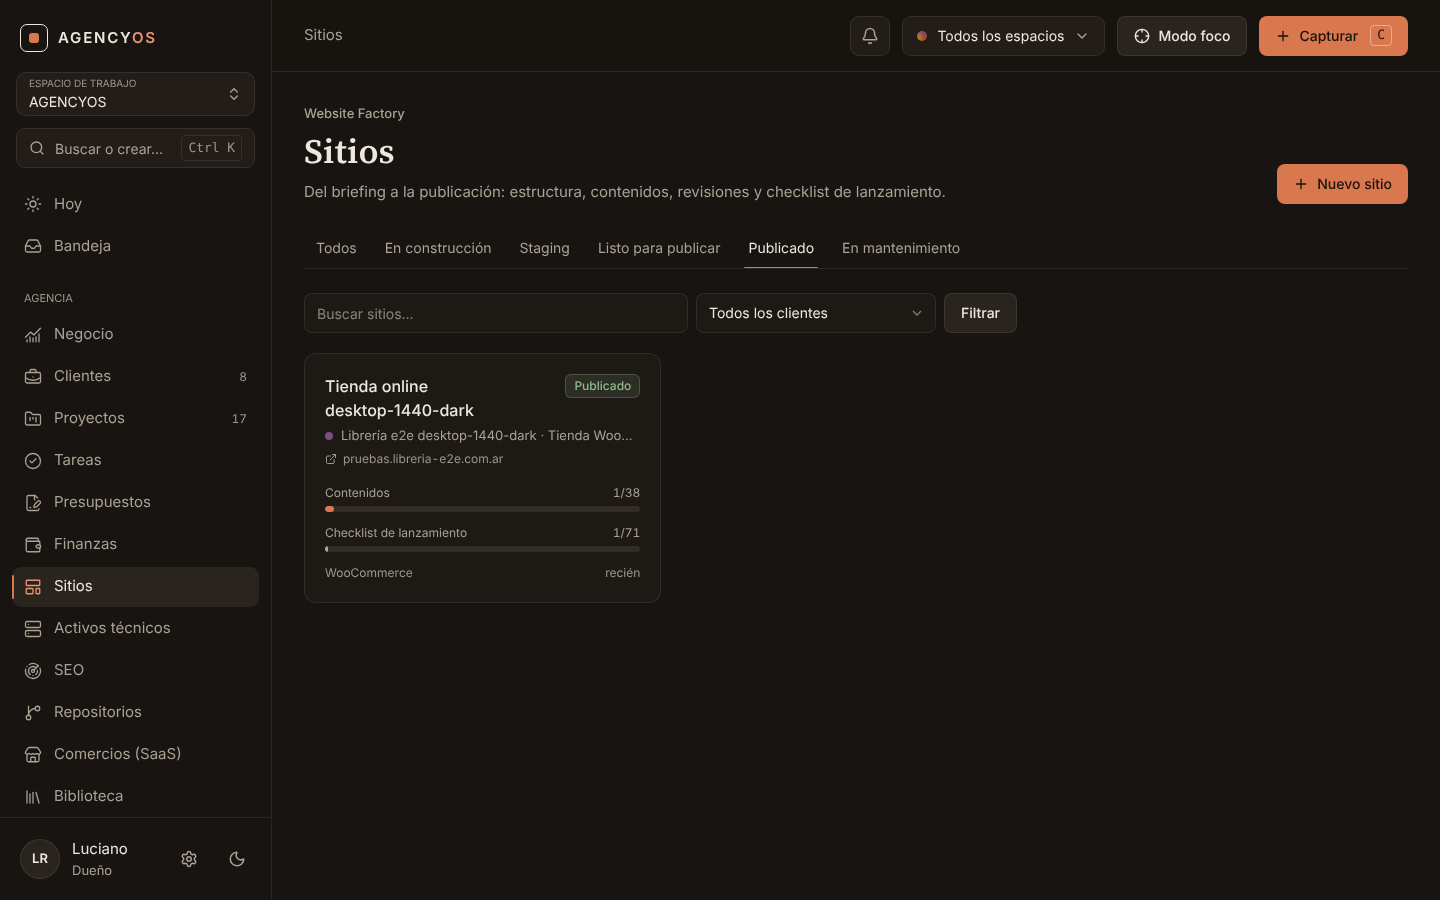 AGENCYOS
ESPACIO DE TRABAJO
AGENCYOS
Buscar o crear... Ctrl K
Hoy
Bandeja
AGENCIA
Negocio
Clientes 8
Proyectos 17
Tareas
Presupuestos
Finanzas
Sitios
Activos técnicos
SEO
Repositorios
Comercios (SaaS)
Biblioteca
LR Luciano
Dueño
Sitios
Todos los espacios
Modo foco
Capturar C
Website Factory
Sitios
Del briefing a la publicación: estructura, contenidos, revisiones y checklist de lanzamiento.
Nuevo sitio
Todos En construcción Staging Listo para publicar Publicado En mantenimiento
Buscar sitios... Todos los clientes Filtrar
Tienda online
desktop-1440-dark
Publicado
Librería e2e desktop-1440-dark · Tienda Woo...
pruebas.libreria-e2e.com.ar
Contenidos 1/38
Checklist de lanzamiento 1/71
WooCommerce recién